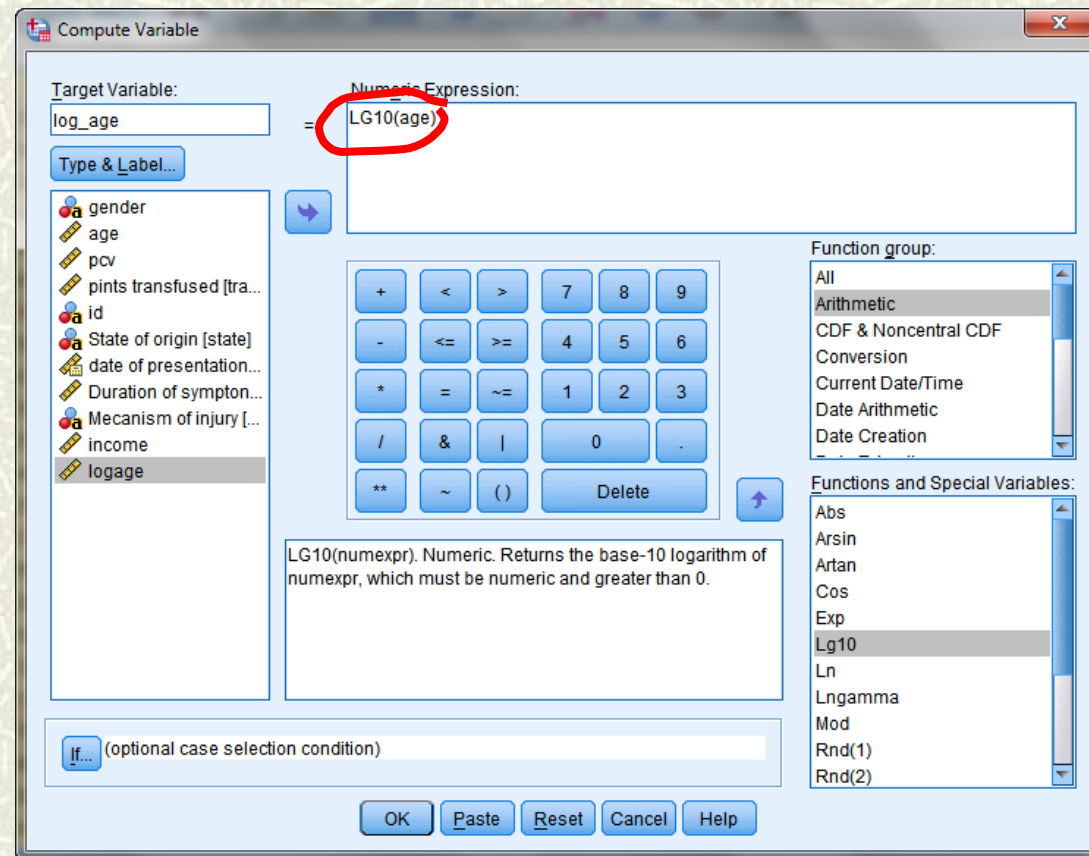 Compute Variable
Target Variable:
log_age
Type & Label...
=
Numeric Expression:
LG10(age)
gender
age
pcv
pints transfused [tra...
id
State of origin [state]
date of presentation...
Duration of sympton...
Mecanism of injury [...
income
logage
+ < > 7 8 9
- <= >= 4 5 6
* = ~= 1 2 3
/ & | 0 .
** ~ ( ) Delete
LG10(numexpr). Numeric. Returns the base-10 logarithm of
numexpr, which must be numeric and greater than 0.
Function group:
All
Arithmetic
CDF & Noncentral CDF
Conversion
Current Date/Time
Date Arithmetic
Date Creation
Functions and Special Variables:
Abs
Arsin
Artan
Cos
Exp
Lg10
Ln
Lngamma
Mod
Rnd(1)
Rnd(2)
If... (optional case selection condition)
OK Paste Reset Cancel Help